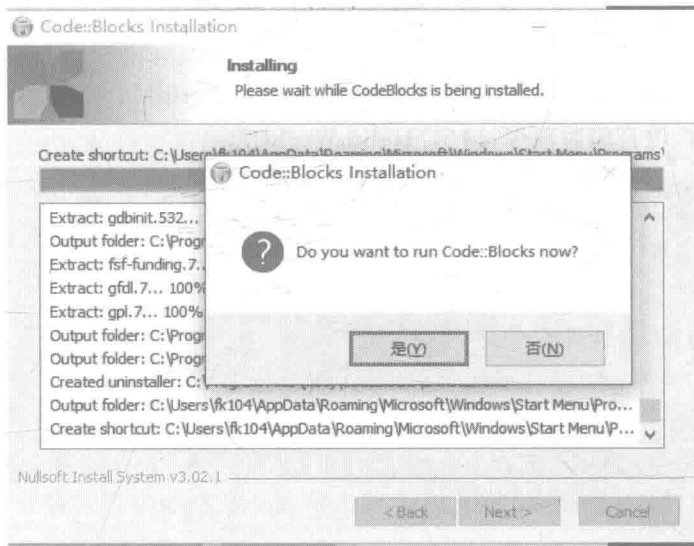 Code::Blocks Installation
Installing
Please wait while CodeBlocks is being installed.
Create shortcut: C:\Users\fk104\AppData\Roaming\Microsoft\Windows\Start Menu\Programs\
Code::Blocks Installation
Do you want to run Code::Blocks now?
是(Y)
否(N)
Extract: gdbinit.532...
Output folder: C:\Progr
Extract: fsf-funding.7..
Extract: gfdl.7... 100%
Extract: gpl.7... 100%
Output folder: C:\Progr
Output folder: C:\Progr
Created uninstaller: C:\
Output folder: C:\Users\fk104\AppData\Roaming\Microsoft\Windows\Start Menu\Pro...
Create shortcut: C:\Users\fk104\AppData\Roaming\Microsoft\Windows\Start Menu\P...
Nullsoft Install System v3.02.1
< Back
Next >
Cancel